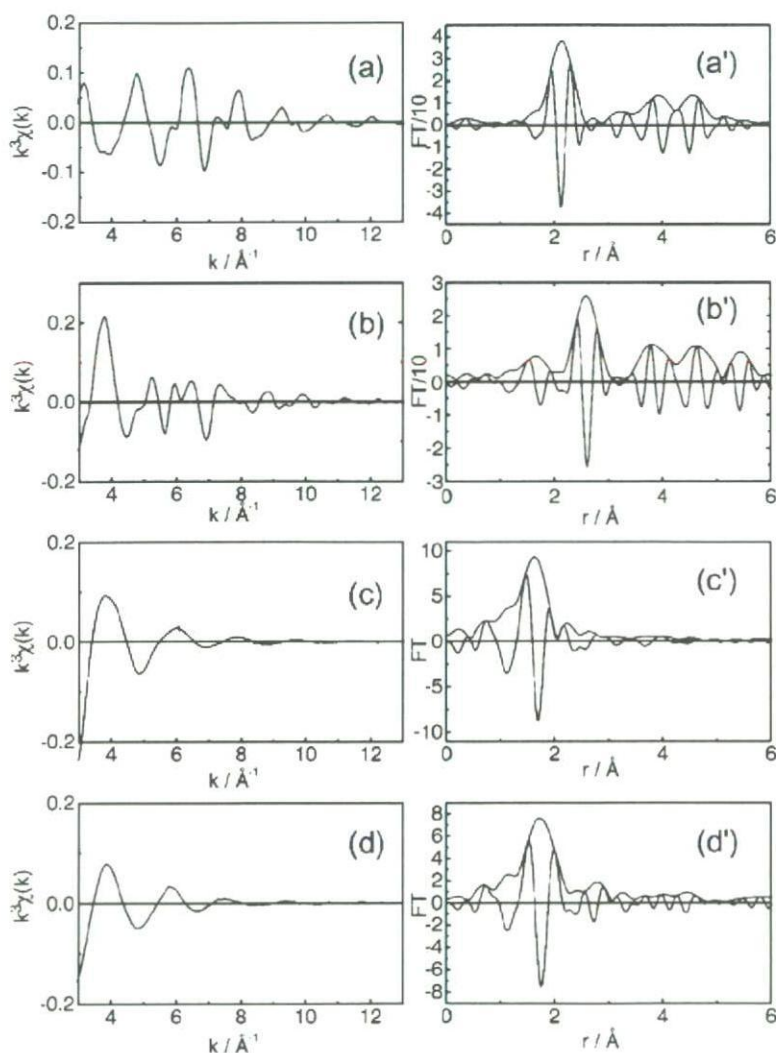 0.2
0.1
0.0
-0.1
-0.2
k³χ(k)
(a)
4 6 8 10 12
k / Å⁻¹
4
3
2
1
0
-1
-2
-3
-4
FT/10
(a')
0 2 4 6
r / Å
0.2
0.0
-0.2
k³χ(k)
(b)
4 6 8 10 12
k / Å⁻¹
3
2
1
0
-1
-2
3
FT/10
(b')
0 2 4 6
r / Å
0.2
0.0
-0.2
k³χ(k)
(c)
4 6 8 10 12
k / Å⁻¹
10
5
0
-5
-10
FT
(c')
0 2 4 6
r / Å
0.2
0.0
-0.2
k³χ(k)
(d)
4 6 8 10 12
k / Å⁻¹
8
6
4
2
0
-2
-4
-6
-8
FT
(d')
0 2 4 6
r / Å